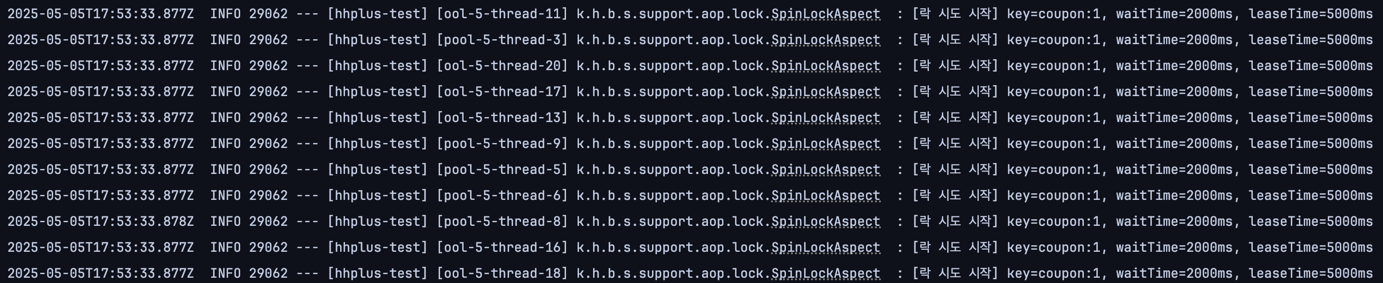 2025-05-05T17:53:33.877Z  INFO 29062 --- [hhplus-test] [ool-5-thread-11] k.h.b.s.support.aop.lock.SpinLockAspect  : [락 시도 시작] key=coupon:1, waitTime=2000ms, leaseTime=5000ms
2025-05-05T17:53:33.877Z  INFO 29062 --- [hhplus-test] [pool-5-thread-3] k.h.b.s.support.aop.lock.SpinLockAspect  : [락 시도 시작] key=coupon:1, waitTime=2000ms, leaseTime=5000ms
2025-05-05T17:53:33.877Z  INFO 29062 --- [hhplus-test] [ool-5-thread-20] k.h.b.s.support.aop.lock.SpinLockAspect  : [락 시도 시작] key=coupon:1, waitTime=2000ms, leaseTime=5000ms
2025-05-05T17:53:33.877Z  INFO 29062 --- [hhplus-test] [ool-5-thread-17] k.h.b.s.support.aop.lock.SpinLockAspect  : [락 시도 시작] key=coupon:1, waitTime=2000ms, leaseTime=5000ms
2025-05-05T17:53:33.877Z  INFO 29062 --- [hhplus-test] [ool-5-thread-13] k.h.b.s.support.aop.lock.SpinLockAspect  : [락 시도 시작] key=coupon:1, waitTime=2000ms, leaseTime=5000ms
2025-05-05T17:53:33.877Z  INFO 29062 --- [hhplus-test] [pool-5-thread-9] k.h.b.s.support.aop.lock.SpinLockAspect  : [락 시도 시작] key=coupon:1, waitTime=2000ms, leaseTime=5000ms
2025-05-05T17:53:33.877Z  INFO 29062 --- [hhplus-test] [pool-5-thread-5] k.h.b.s.support.aop.lock.SpinLockAspect  : [락 시도 시작] key=coupon:1, waitTime=2000ms, leaseTime=5000ms
2025-05-05T17:53:33.877Z  INFO 29062 --- [hhplus-test] [pool-5-thread-6] k.h.b.s.support.aop.lock.SpinLockAspect  : [락 시도 시작] key=coupon:1, waitTime=2000ms, leaseTime=5000ms
2025-05-05T17:53:33.878Z  INFO 29062 --- [hhplus-test] [pool-5-thread-8] k.h.b.s.support.aop.lock.SpinLockAspect  : [락 시도 시작] key=coupon:1, waitTime=2000ms, leaseTime=5000ms
2025-05-05T17:53:33.877Z  INFO 29062 --- [hhplus-test] [ool-5-thread-16] k.h.b.s.support.aop.lock.SpinLockAspect  : [락 시도 시작] key=coupon:1, waitTime=2000ms, leaseTime=5000ms
2025-05-05T17:53:33.877Z  INFO 29062 --- [hhplus-test] [ool-5-thread-18] k.h.b.s.support.aop.lock.SpinLockAspect  : [락 시도 시작] key=coupon:1, waitTime=2000ms, leaseTime=5000ms